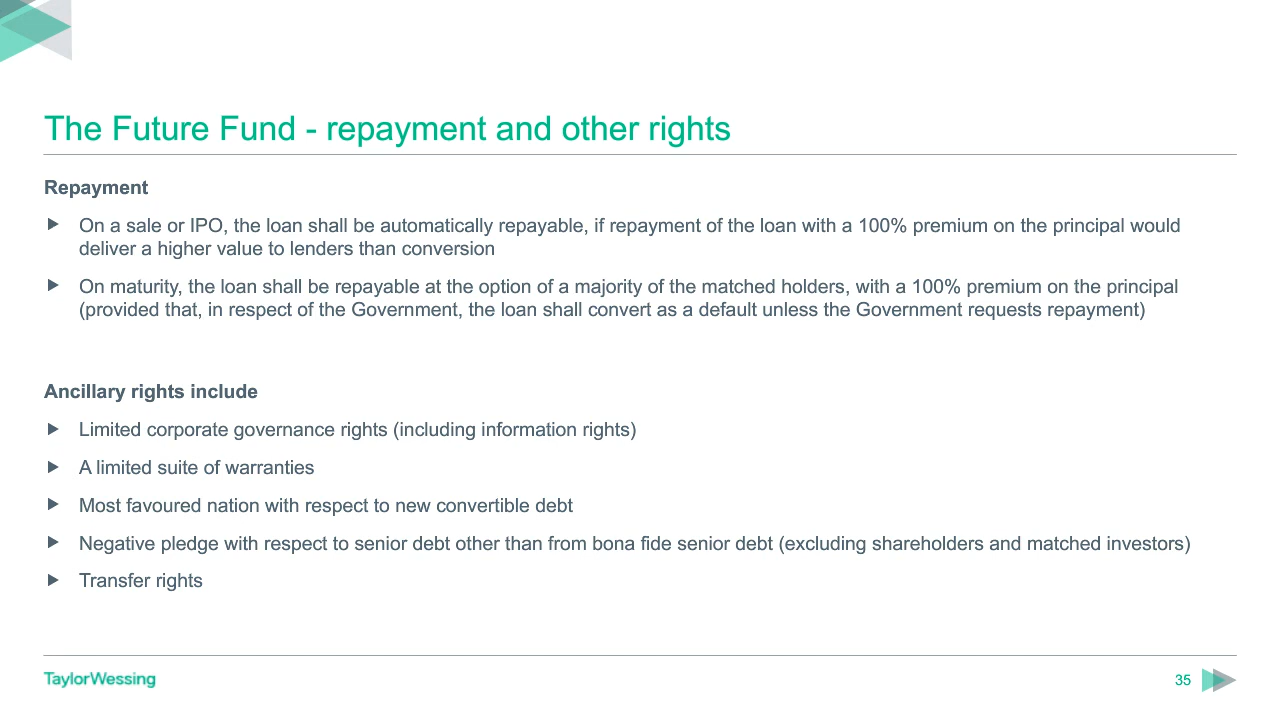 The Future Fund - repayment and other rights
Repayment
On a sale or IPO, the loan shall be automatically repayable, if repayment of the loan with a 100% premium on the principal would
deliver a higher value to lenders than conversion
On maturity, the loan shall be repayable at the option of a majority of the matched holders, with a 100% premium on the principal
(provided that, in respect of the Government, the loan shall convert as a default unless the Government requests repayment)
Ancillary rights include
Limited corporate governance rights (including information rights)
A limited suite of warranties
Most favoured nation with respect to new convertible debt
Negative pledge with respect to senior debt other than from bona fide senior debt (excluding shareholders and matched investors)
Transfer rights
TaylorWessing
35